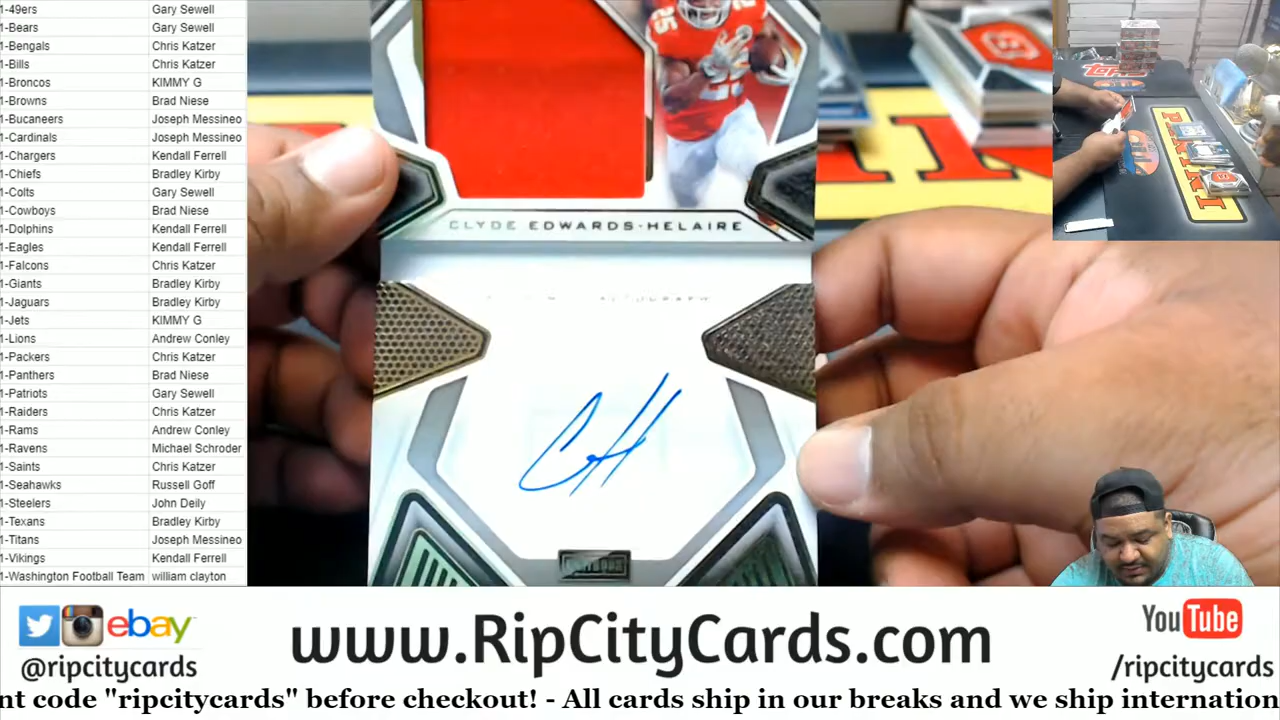 1-49ers Gary Sewell
1-Bears Gary Sewell
1-Bengals Chris Katzer
1-Bills Chris Katzer
1-Broncos KIMMY G
1-Browns Brad Niese
1-Bucaneers Joseph Messineo
1-Cardinals Joseph Messineo
1-Chargers Kendall Ferrell
1-Chiefs Bradley Kirby
1-Colts Gary Sewell
1-Cowboys Brad Niese
1-Dolphins Kendall Ferrell
1-Eagles Kendall Ferrell
1-Falcons Chris Katzer
1-Giants Bradley Kirby
1-Jaguars Bradley Kirby
1-Jets KIMMY G
1-Lions Andrew Conley
1-Packers Chris Katzer
1-Panthers Brad Niese
1-Patriots Gary Sewell
1-Raiders Chris Katzer
1-Rams Andrew Conley
1-Ravens Michael Schroder
1-Saints Chris Katzer
1-Seahawks Russell Goff
1-Steelers John Deily
1-Texans Bradley Kirby
1-Titans Joseph Messineo
1-Vikings Kendall Ferrell
1-Washington Football Team william clayton
25
CLYDE EDWARDS-HELAIRE
Topps
PANINI
ebay
@ripcitycards
www.RipCityCards.com
YouTube
/ripcitycards
nt code "ripcitycards" before checkout! - All cards ship in our breaks and we ship internation